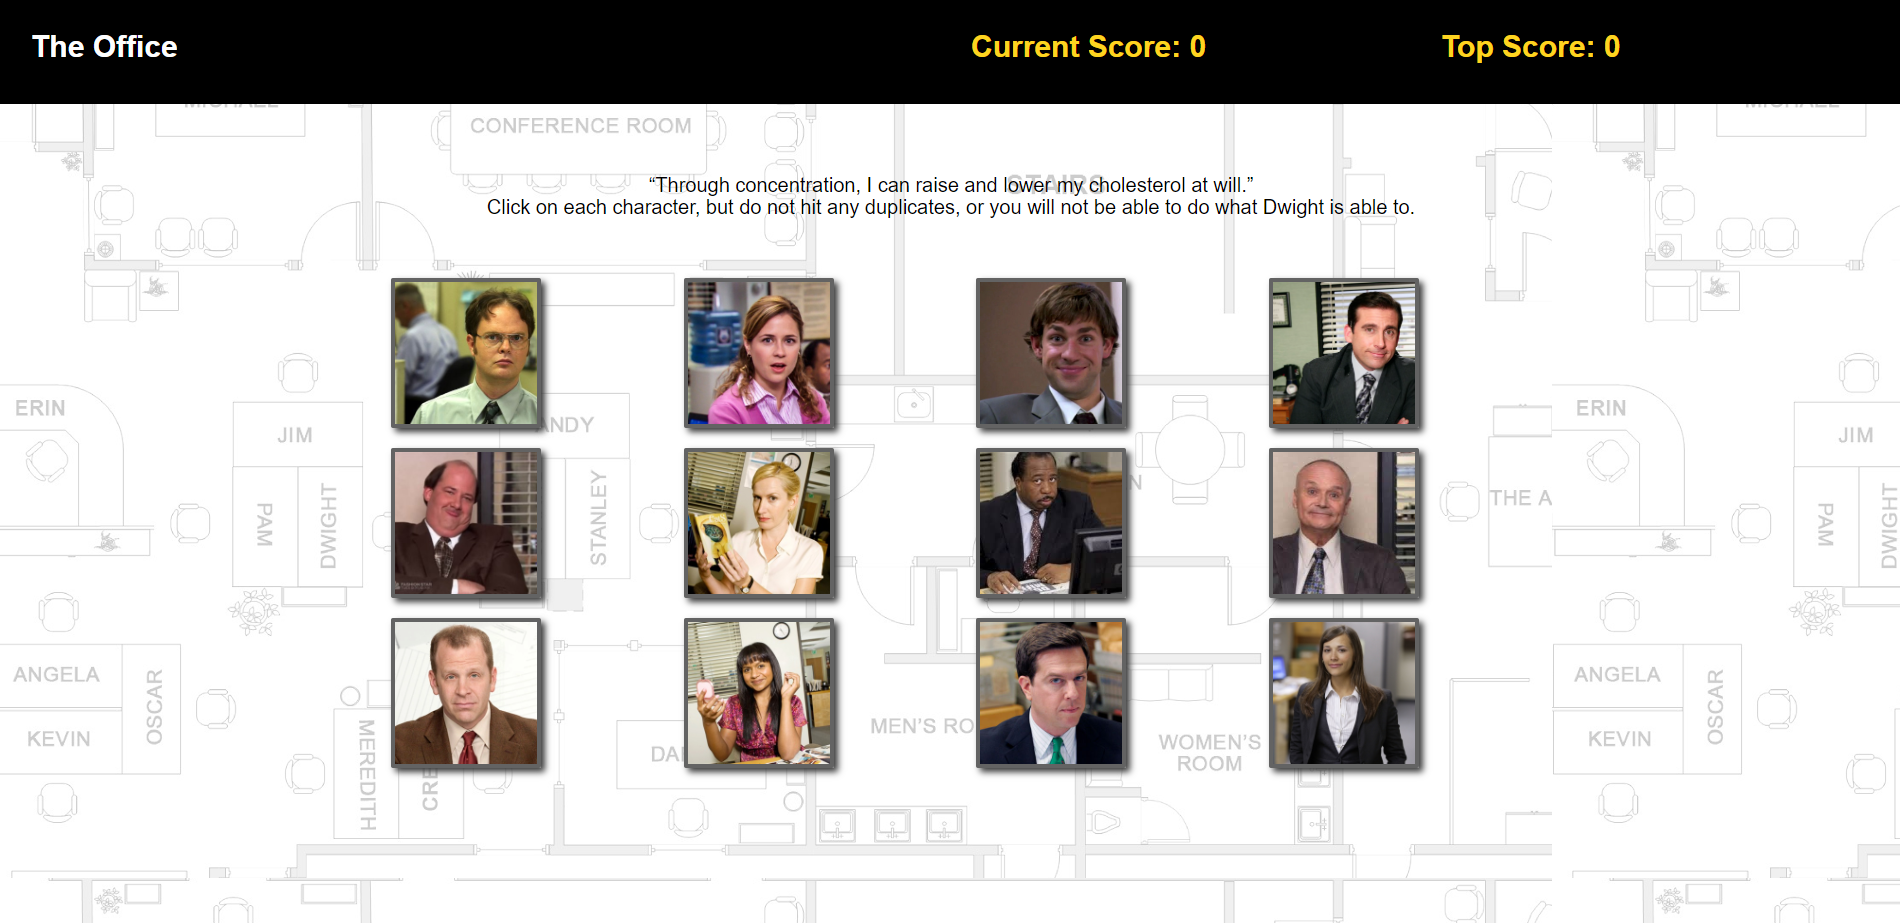 The Office
Current Score: 0
Top Score: 0
CONFERENCE ROOM
STAIRS
“Through concentration, I can raise and lower my cholesterol at will.”
Click on each character, but do not hit any duplicates, or you will not be able to do what Dwight is able to.
ERIN
JIM
ANDY
PAM
DWIGHT
STANLEY
N
THE A
ERIN
JIM
PAM
DWIGHT
ANGELA
OSCAR
KEVIN
MEREDITH
CRE
DA
MEN'S RO
WOMEN'S
ROOM
ANGELA
OSCAR
KEVIN